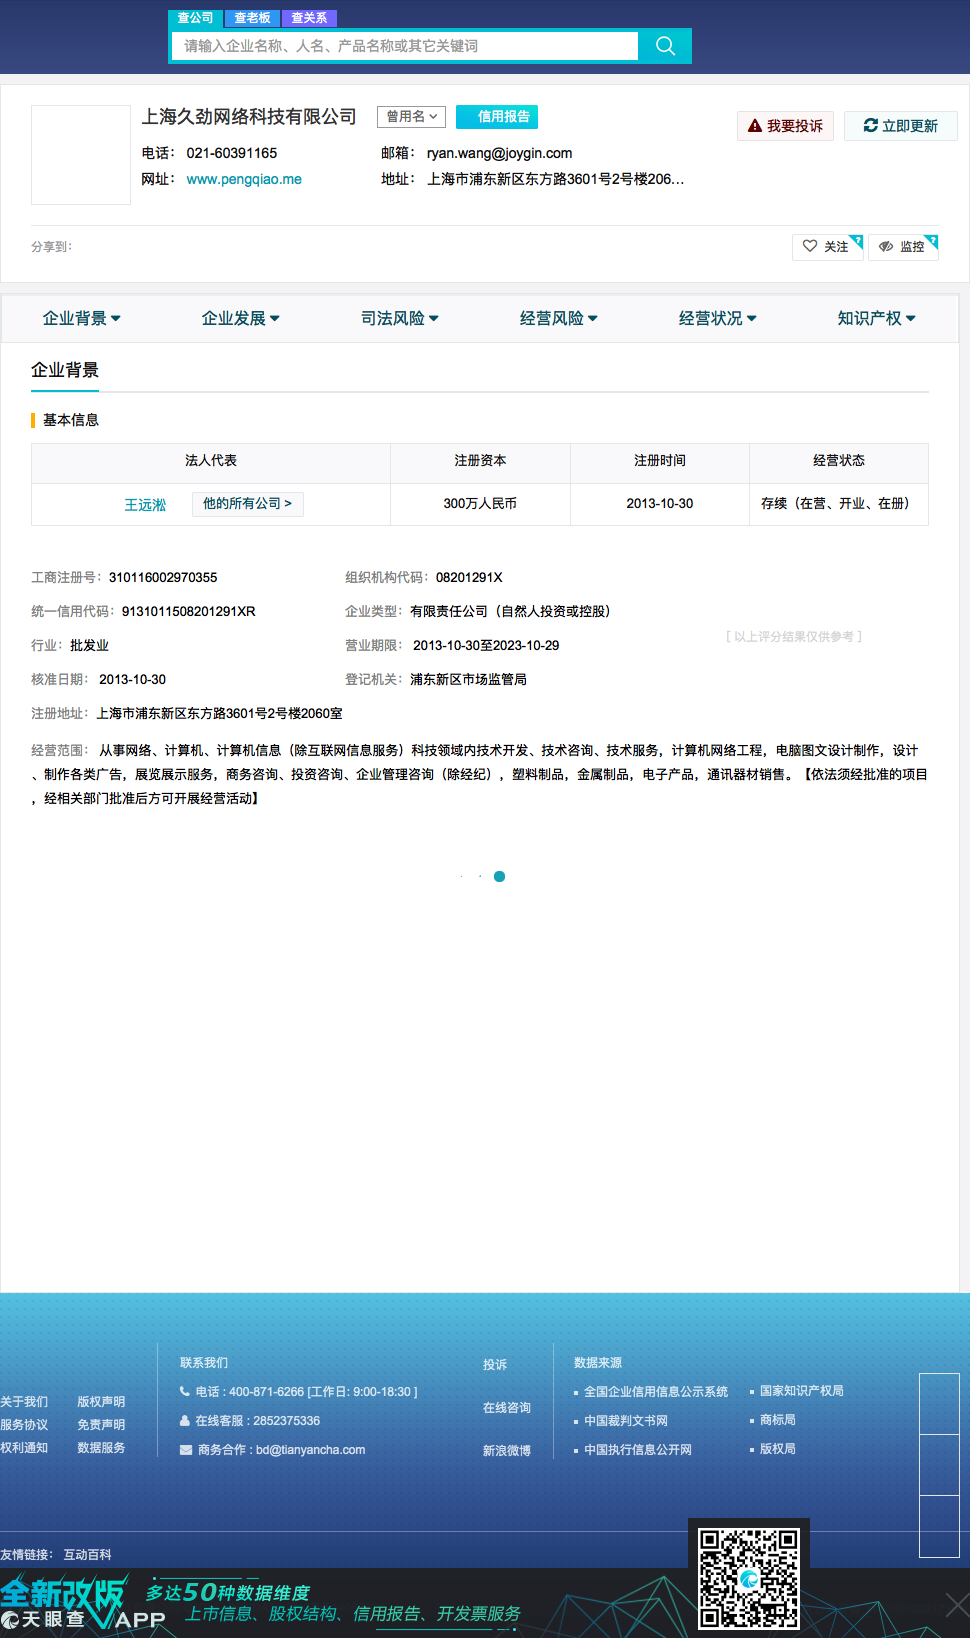 查公司 查老板 查关系
请输入企业名称、人名、产品名称或其它关键词
上海久劲网络科技有限公司 曾用名 信用报告
我要投诉 立即更新
电话： 021-60391165 邮箱： ryan.wang@joygin.com
网址： www.pengqiao.me 地址： 上海市浦东新区东方路3601号2号楼206...
分享到： 关注 ? 监控 ?
企业背景 企业发展 司法风险 经营风险 经营状况 知识产权
企业背景
基本信息
法人代表 注册资本 注册时间 经营状态
王远淞 他的所有公司 > 300万人民币 2013-10-30 存续（在营、开业、在册）
工商注册号： 310116002970355 组织机构代码： 08201291X
统一信用代码： 9131011508201291XR 企业类型： 有限责任公司（自然人投资或控股）
[ 以上评分结果仅供参考 ]
行业： 批发业 营业期限： 2013-10-30至2023-10-29
核准日期： 2013-10-30 登记机关： 浦东新区市场监管局
注册地址： 上海市浦东新区东方路3601号2号楼2060室
经营范围： 从事网络、计算机、计算机信息（除互联网信息服务）科技领域内技术开发、技术咨询、技术服务，计算机网络工程，电脑图文设计制作，设计
、制作各类广告，展览展示服务，商务咨询、投资咨询、企业管理咨询（除经纪），塑料制品，金属制品，电子产品，通讯器材销售。【依法须经批准的项目
，经相关部门批准后方可开展经营活动】
关于我们 版权声明
服务协议 免责声明
权利通知 数据服务
联系我们
电话 : 400-871-6266 [工作日: 9:00-18:30 ]
在线客服 : 2852375336
商务合作 : bd@tianyancha.com
投诉
在线咨询
新浪微博
数据来源
全国企业信用信息公示系统 国家知识产权局
中国裁判文书网 商标局
中国执行信息公开网 版权局
友情链接： 互动百科
全新改版
天眼查 APP
多达50种数据维度
上市信息、股权结构、信用报告、开发票服务